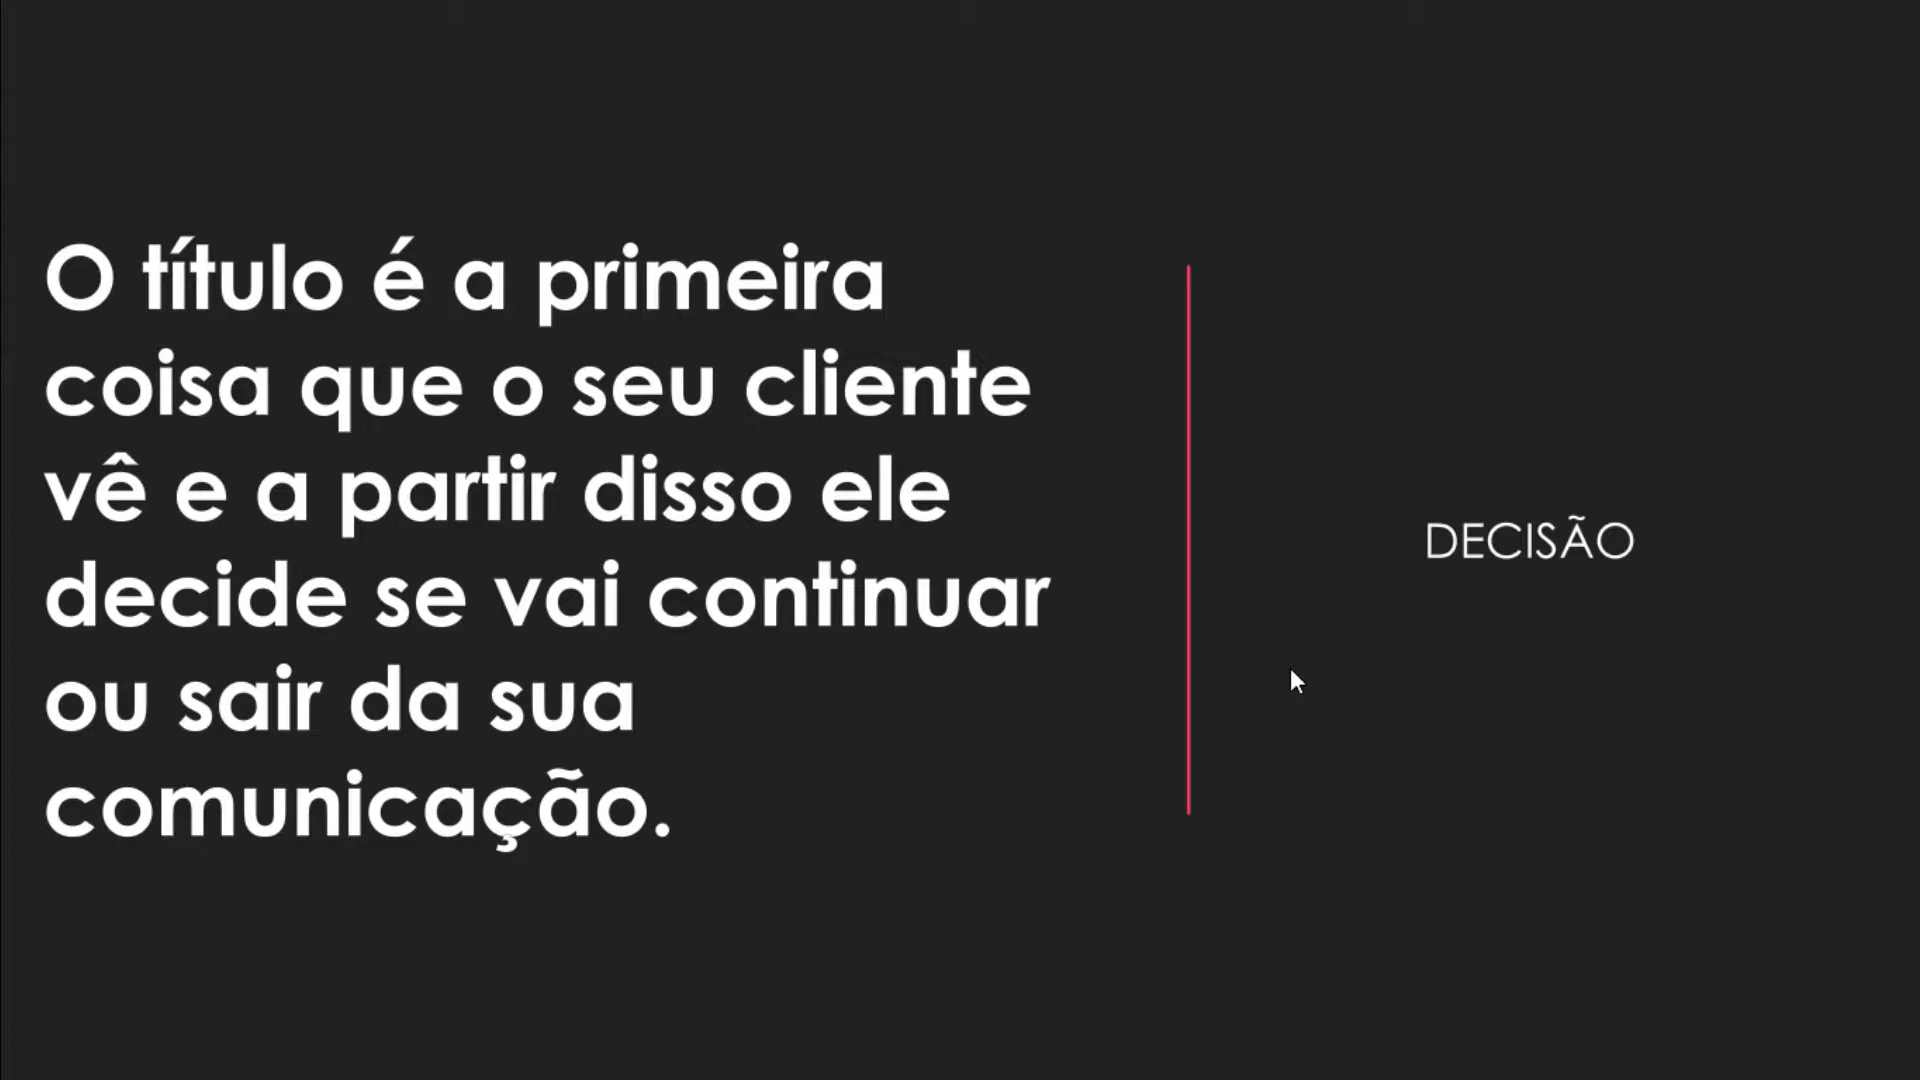 O título é a primeira
coisa que o seu cliente
vê e a partir disso ele
decide se vai continuar
ou sair da sua
comunicação.
DECISÃO